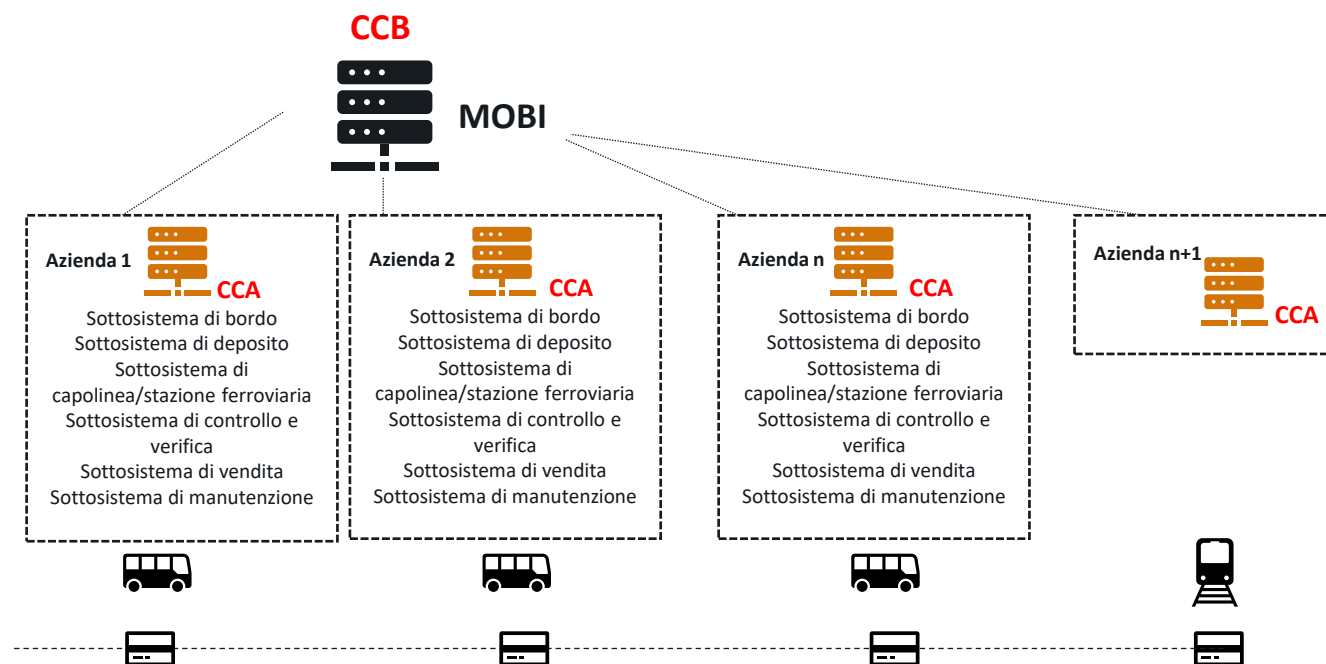 CCB
MOBI
Azienda 1
CCA
Sottosistema di bordo
Sottosistema di deposito
Sottosistema di
capolinea/stazione ferroviaria
Sottosistema di controllo e
verifica
Sottosistema di vendita
Sottosistema di manutenzione
Azienda 2
CCA
Sottosistema di bordo
Sottosistema di deposito
Sottosistema di
capolinea/stazione ferroviaria
Sottosistema di controllo e
verifica
Sottosistema di vendita
Sottosistema di manutenzione
Azienda n
CCA
Sottosistema di bordo
Sottosistema di deposito
Sottosistema di
capolinea/stazione ferroviaria
Sottosistema di controllo e
verifica
Sottosistema di vendita
Sottosistema di manutenzione
Azienda n+1
CCA